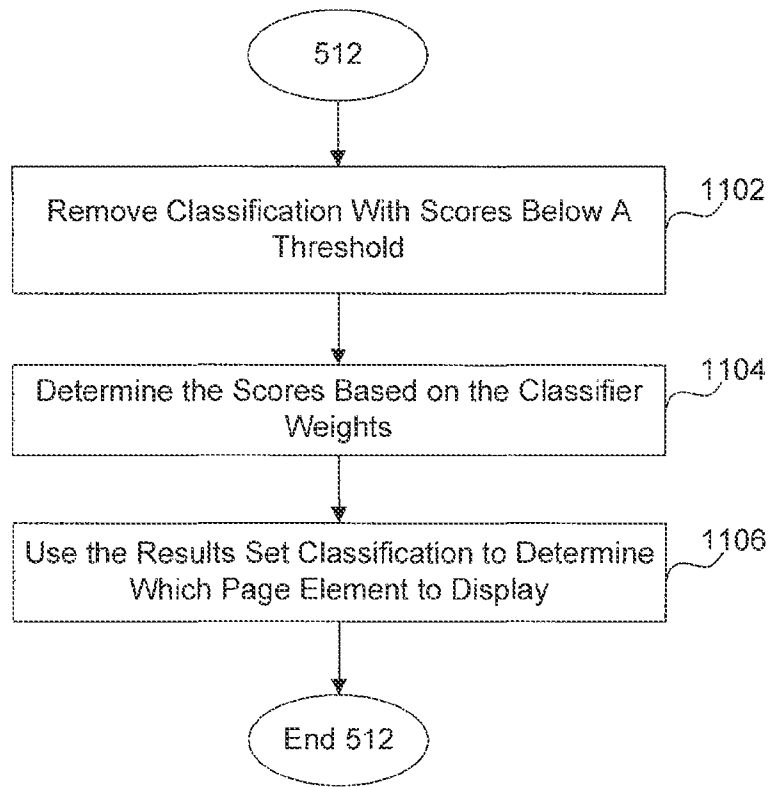 512
Remove Classification With Scores Below A
Threshold
1102
Determine the Scores Based on the Classifier
Weights
1104
Use the Results Set Classification to Determine
Which Page Element to Display
1106
End 512